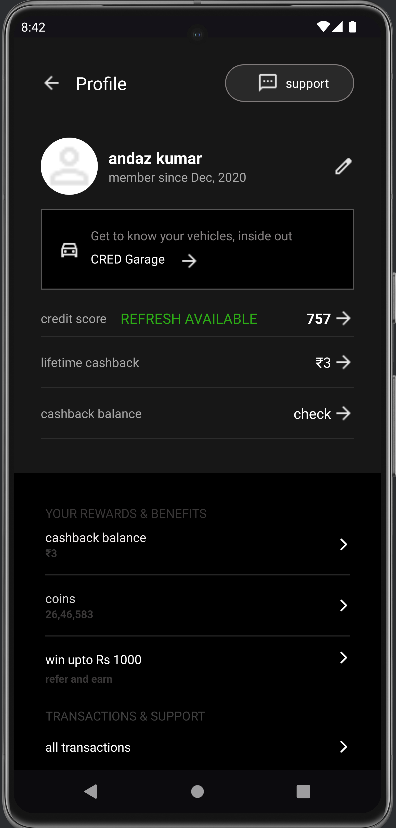 8:42
Profile
support
andaz kumar
member since Dec, 2020
Get to know your vehicles, inside out
CRED Garage
credit score REFRESH AVAILABLE 757
lifetime cashback ₹3
cashback balance check
YOUR REWARDS & BENEFITS
cashback balance
₹3
coins
26,46,583
win upto Rs 1000
refer and earn
TRANSACTIONS & SUPPORT
all transactions